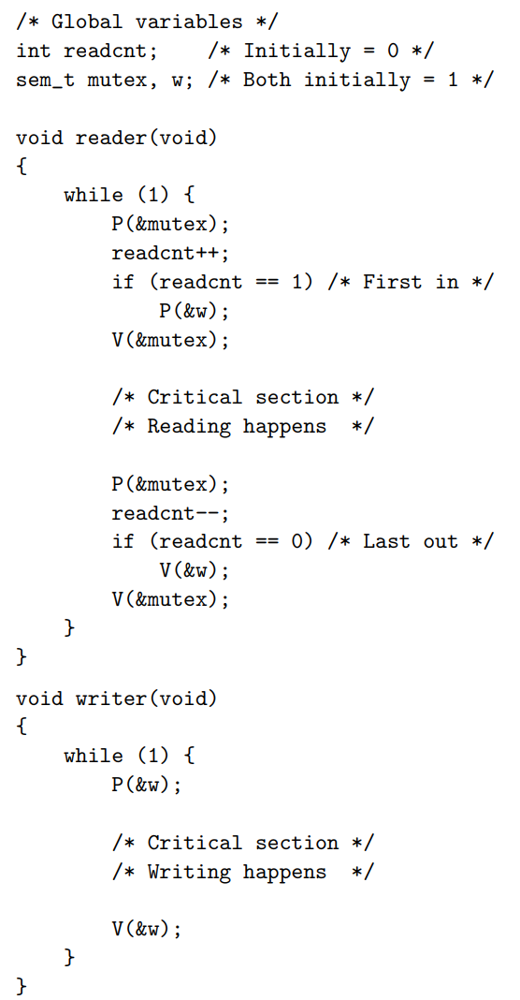 /* Global variables */
int readcnt;    /* Initially = 0 */
sem_t mutex, w; /* Both initially = 1 */

void reader(void)
{
    while (1) {
        P(&mutex);
        readcnt++;
        if (readcnt == 1) /* First in */
            P(&w);
        V(&mutex);

        /* Critical section */
        /* Reading happens  */

        P(&mutex);
        readcnt--;
        if (readcnt == 0) /* Last out */
            V(&w);
        V(&mutex);
    }
}

void writer(void)
{
    while (1) {
        P(&w);

        /* Critical section */
        /* Writing happens  */

        V(&w);
    }
}